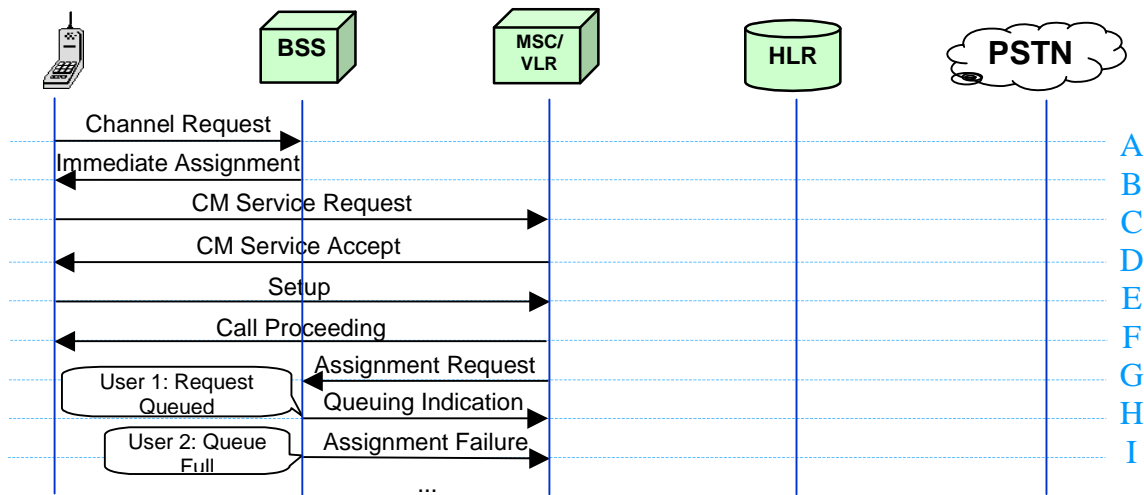 BSS
MSC/
VLR
HLR
PSTN
Channel Request
A
Immediate Assignment
B
CM Service Request
C
CM Service Accept
D
Setup
E
Call Proceeding
F
Assignment Request
G
User 1: Request
Queued
Queuing Indication
H
User 2: Queue
Full
Assignment Failure
I
...